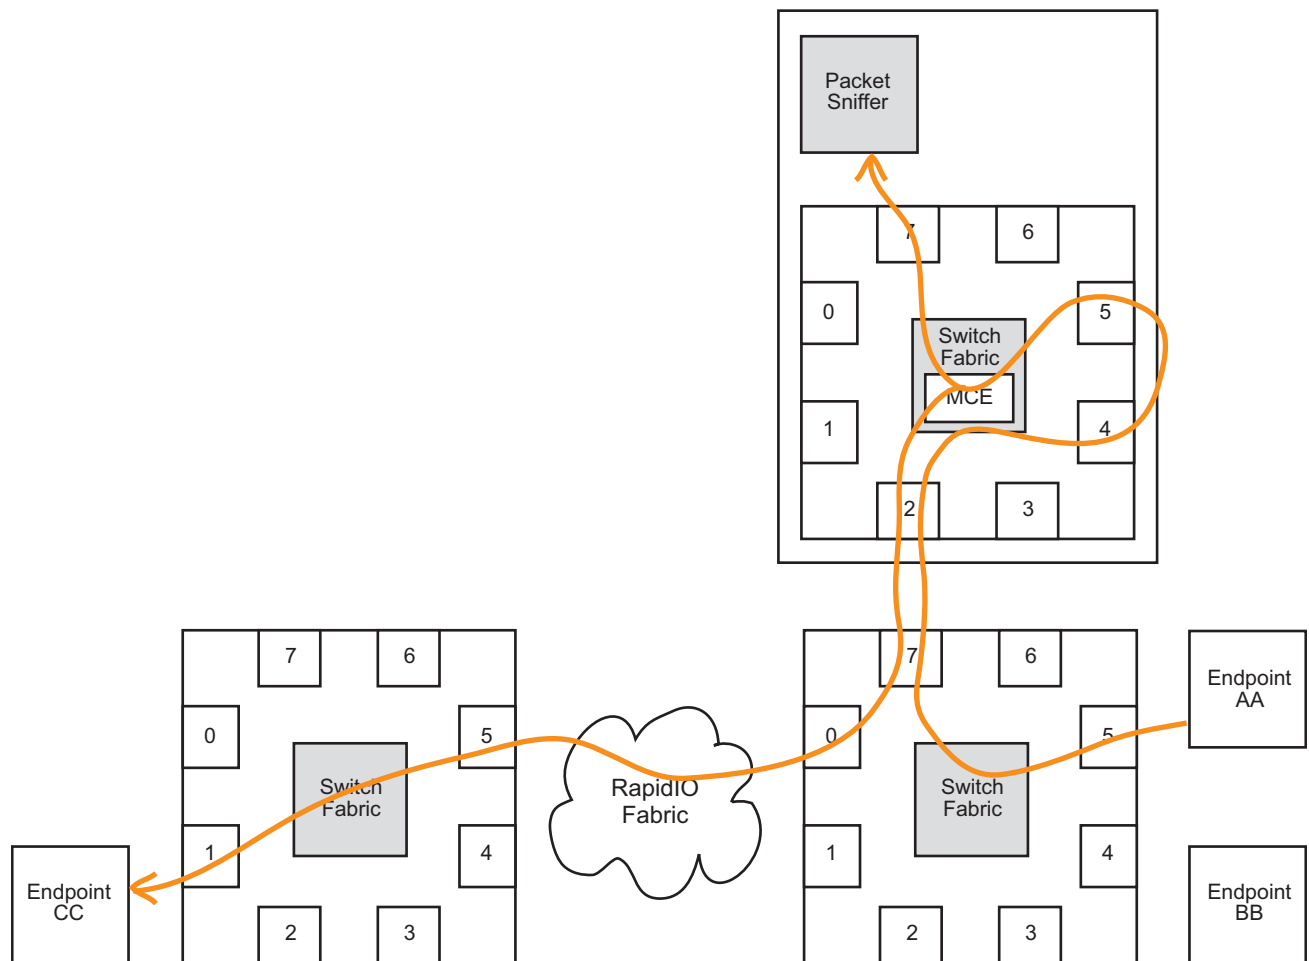 Packet
Sniffer
7
6
0
5
Switch
Fabric
MCE
1
4
2
3
7
6
7
6
Endpoint
AA
0
5
0
5
Switch
Fabric
RapidIO
Fabric
Switch
Fabric
1
4
1
4
Endpoint
CC
Endpoint
BB
2
3
2
3